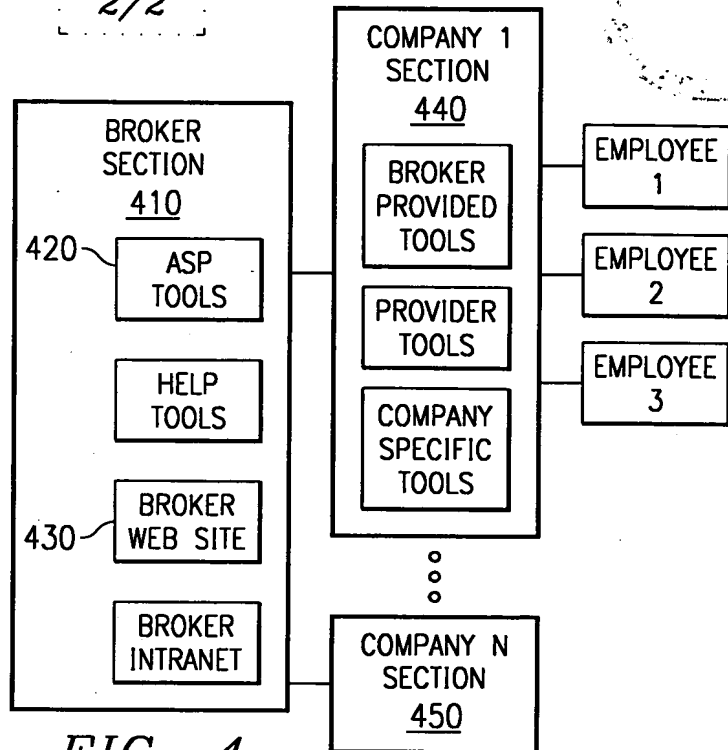 2/2
BROKER
SECTION
410
420
ASP
TOOLS
HELP
TOOLS
430
BROKER
WEB SITE
BROKER
INTRANET
COMPANY 1
SECTION
440
BROKER
PROVIDED
TOOLS
PROVIDER
TOOLS
COMPANY
SPECIFIC
TOOLS
EMPLOYEE
1
EMPLOYEE
2
EMPLOYEE
3
COMPANY N
SECTION
450
FIG. 4